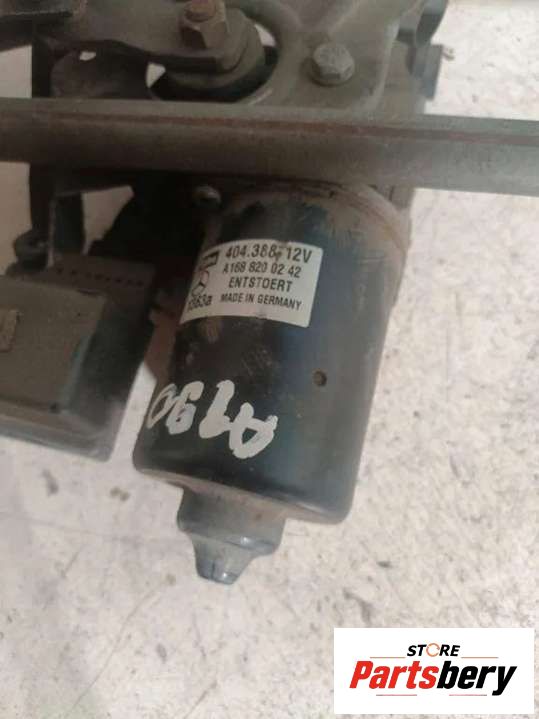 404.388/12V
A168 820 02 42
ENTSTOERT
MADE IN GERMANY
A190
STORE
Partsbery